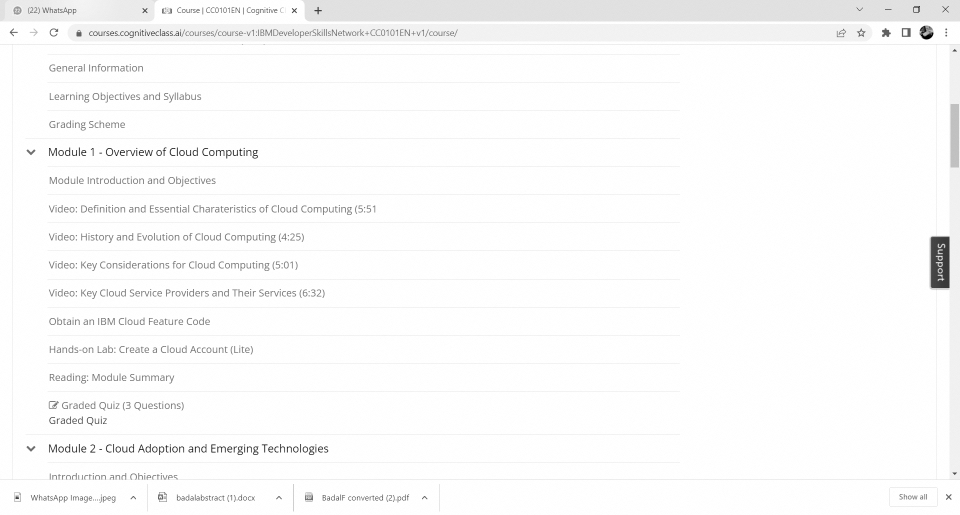 (22) WhatsApp
Course | CC0101EN | Cognitive C
courses.cognitiveclass.ai/courses/course-v1:IBMDeveloperSkillsNetwork+CC0101EN+v1/course/
General Information
Learning Objectives and Syllabus
Grading Scheme
Module 1 - Overview of Cloud Computing
Module Introduction and Objectives
Video: Definition and Essential Charateristics of Cloud Computing (5:51
Video: History and Evolution of Cloud Computing (4:25)
Video: Key Considerations for Cloud Computing (5:01)
Video: Key Cloud Service Providers and Their Services (6:32)
Obtain an IBM Cloud Feature Code
Hands-on Lab: Create a Cloud Account (Lite)
Reading: Module Summary
Graded Quiz (3 Questions)
Graded Quiz
Module 2 - Cloud Adoption and Emerging Technologies
Introduction and Objectives
Support
WhatsApp Image....jpeg
badalabstract (1).docx
BadalF converted (2).pdf
Show all